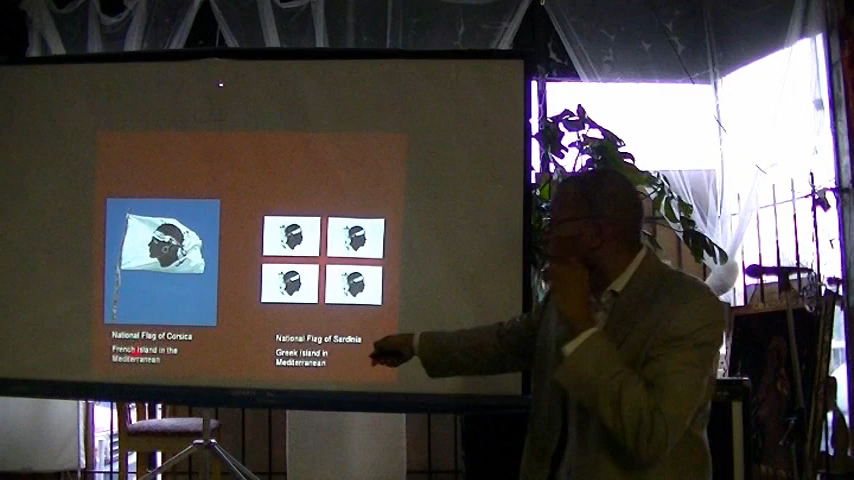 National Flag of Corsica
French Island in the
Mediterranean
National Flag of Sardinia
Greek Island in
Mediterranean